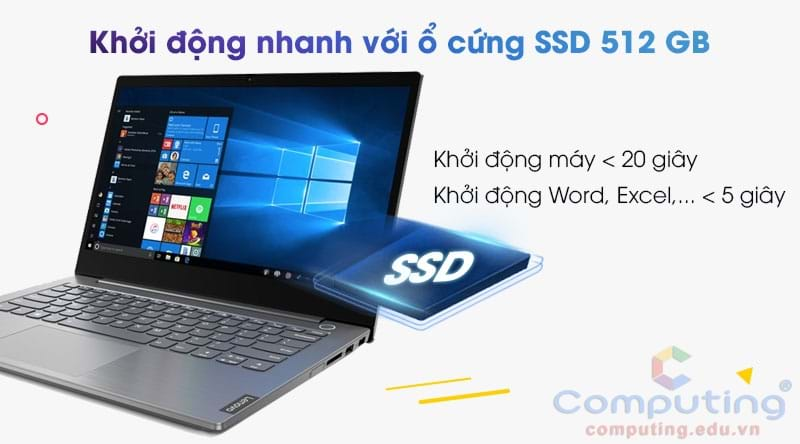 Khởi động nhanh với ổ cứng SSD 512 GB
Khởi động máy < 20 giây
Khởi động Word, Excel,... < 5 giây
SSD
Lenovo
C
Computing®
computing.edu.vn